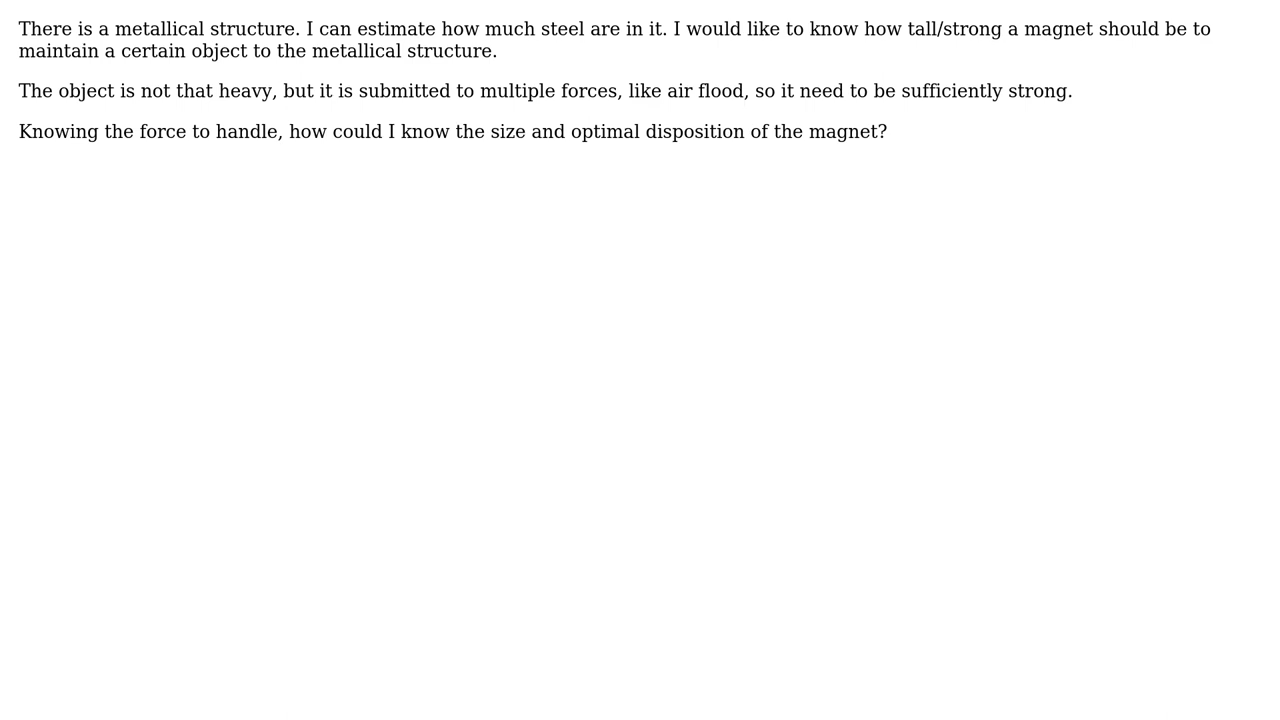 There is a metallical structure. I can estimate how much steel are in it. I would like to know how tall/strong a magnet should be to
maintain a certain object to the metallical structure.
The object is not that heavy, but it is submitted to multiple forces, like air flood, so it need to be sufficiently strong.
Knowing the force to handle, how could I know the size and optimal disposition of the magnet?